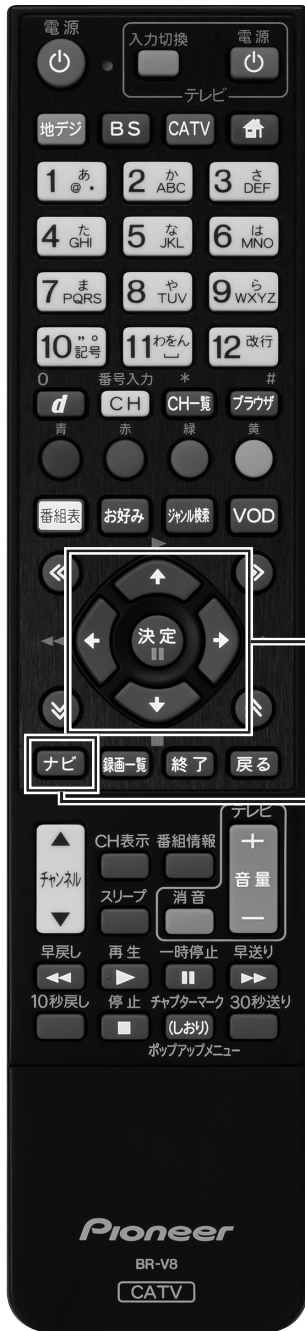 電源
入力切換 電源
テレビ
地デジ BS CATV
1 あ @. 2 か ABC 3 さ DEF
4 た GHI 5 な JKL 6 は MNO
7 ま PQRS 8 や TUV 9 ら WXYZ
10 ゛゜ 記号 11 わをん 12 改行
0 番号入力 * #
d CH CH一覧 ブラウザ
青 赤 緑 黄
番組表 お好み ジャンル検索 VOD
決定
ナビ 録画一覧 終了 戻る
テレビ
CH表示 番組情報 +
チャンネル 音量
スリープ 消音 −
早戻し 再生 一時停止 早送り
10秒戻し 停止 チャプターマーク 30秒送り
(しおり)
ポップアップメニュー
Pioneer
BR-V8
CATV